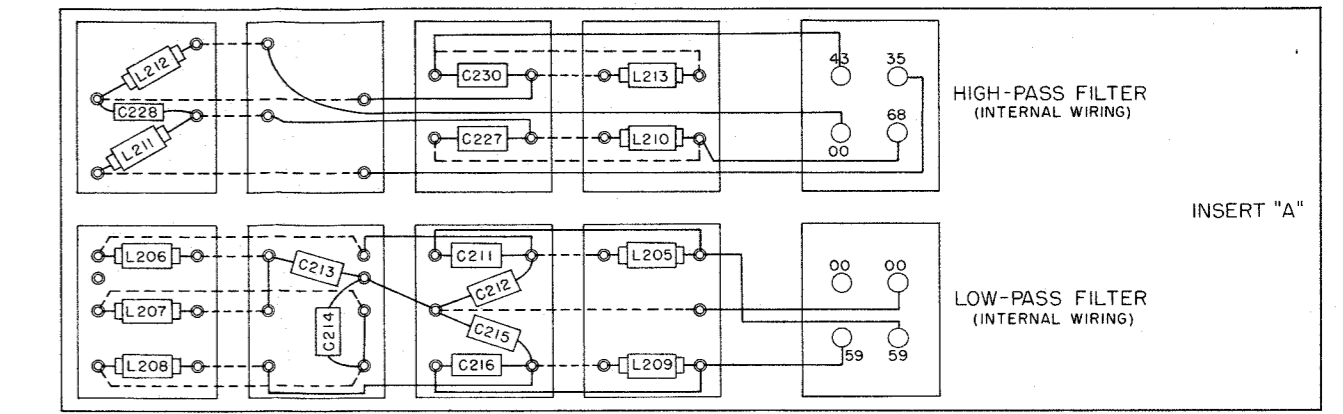 L212
C228
L211
C230
L213
C227
L210
43 35
68
00
HIGH-PASS FILTER
(INTERNAL WIRING)
INSERT "A"
L206
C213
C211
L205
C212
L207
C214
C215
L208
C216
L209
00 00
59 59
LOW-PASS FILTER
(INTERNAL WIRING)